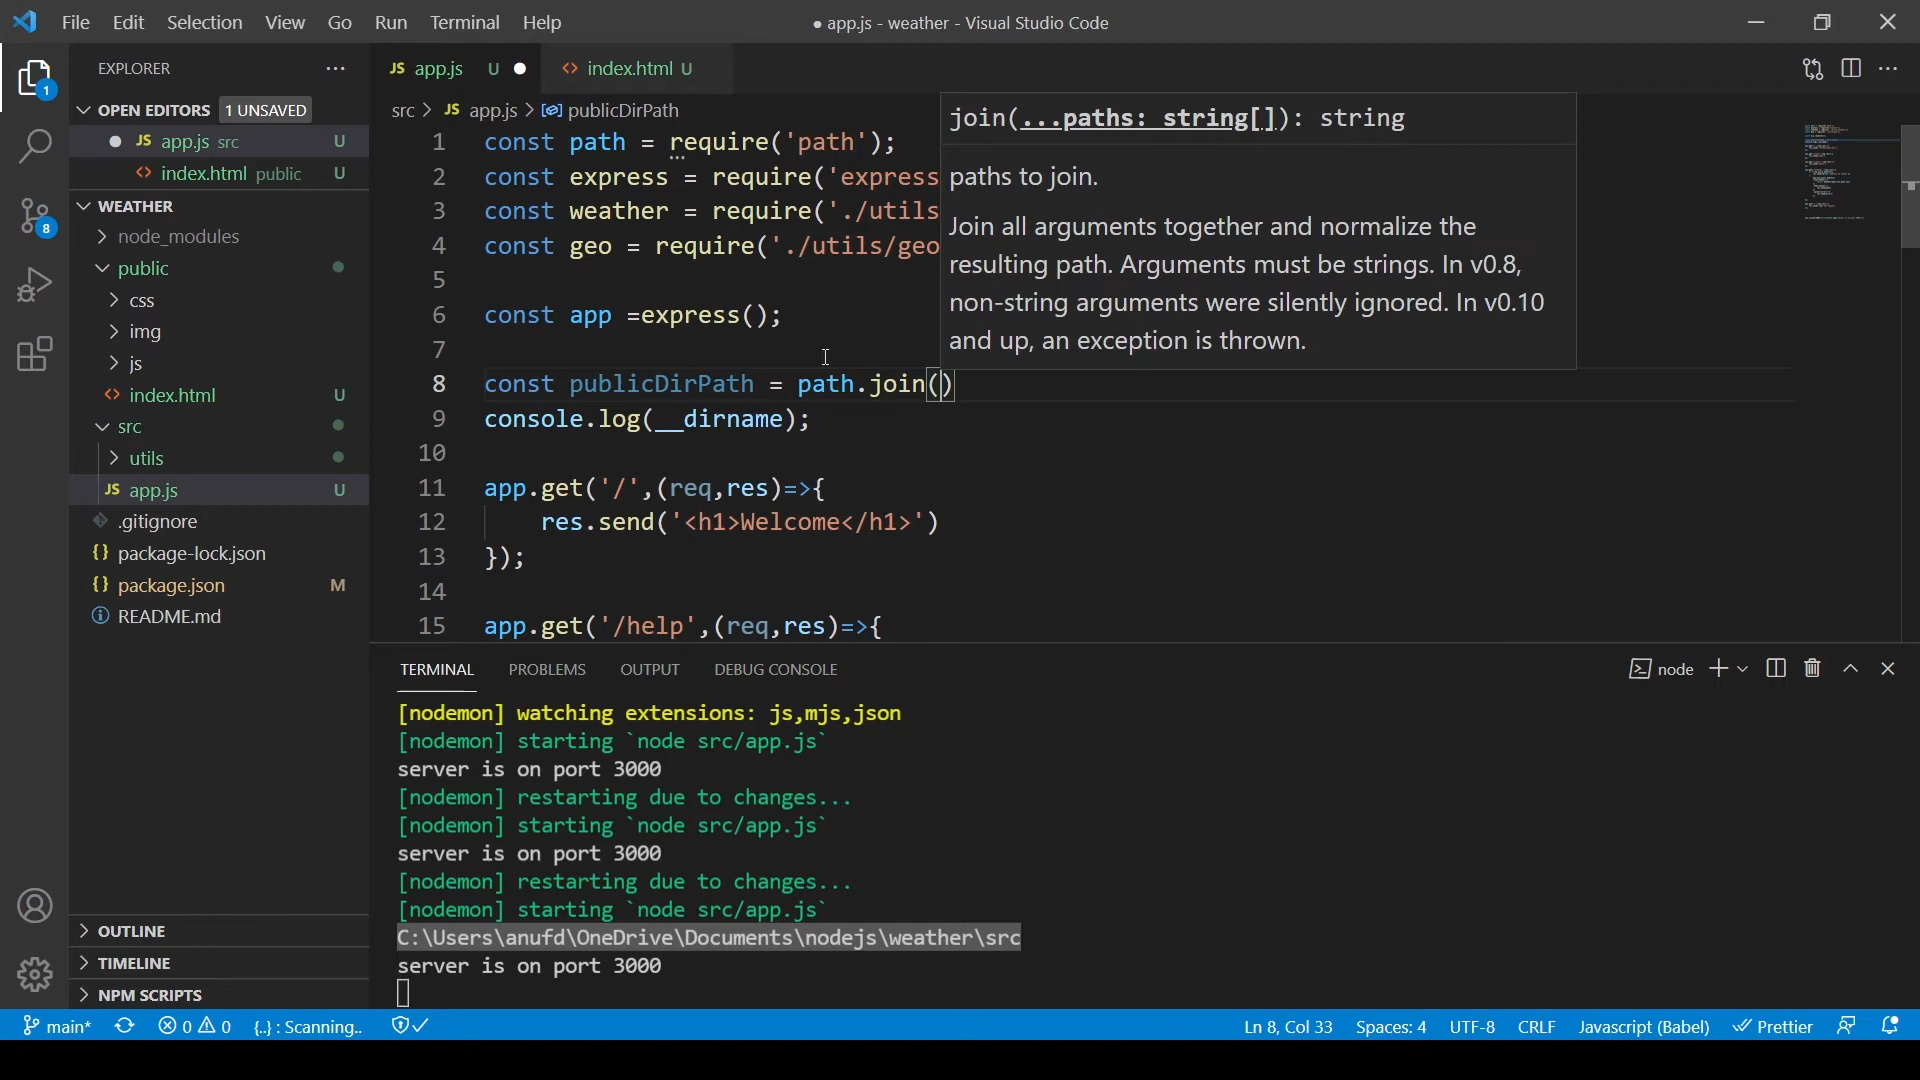 File Edit Selection View Go Run Terminal Help
● app.js - weather - Visual Studio Code
EXPLORER
OPEN EDITORS 1 UNSAVED
JS app.js src U
<> index.html public U
WEATHER
node_modules
public
css
img
js
<> index.html U
src
utils
JS app.js U
.gitignore
{} package-lock.json
{} package.json M
README.md
OUTLINE
TIMELINE
NPM SCRIPTS
1
8
JS app.js U
<> index.html U
src > JS app.js > publicDirPath
1 const path = require('path');
2 const express = require('express
3 const weather = require('./utils
4 const geo = require('./utils/geo
5
6 const app =express();
7
8 const publicDirPath = path.join()
9 console.log(__dirname);
10
11 app.get('/',(req,res)=>{
12 res.send('<h1>Welcome</h1>')
13 });
14
15 app.get('/help',(req,res)=>{
join(...paths: string[]): string
paths to join.
Join all arguments together and normalize the
resulting path. Arguments must be strings. In v0.8,
non-string arguments were silently ignored. In v0.10
and up, an exception is thrown.
TERMINAL PROBLEMS OUTPUT DEBUG CONSOLE
node
[nodemon] watching extensions: js,mjs,json
[nodemon] starting `node src/app.js`
server is on port 3000
[nodemon] restarting due to changes...
[nodemon] starting `node src/app.js`
server is on port 3000
[nodemon] restarting due to changes...
[nodemon] starting `node src/app.js`
C:\Users\anufd\OneDrive\Documents\nodejs\weather\src
server is on port 3000
main* 0 0 {..} : Scanning..
Ln 8, Col 33 Spaces: 4 UTF-8 CRLF Javascript (Babel) Prettier